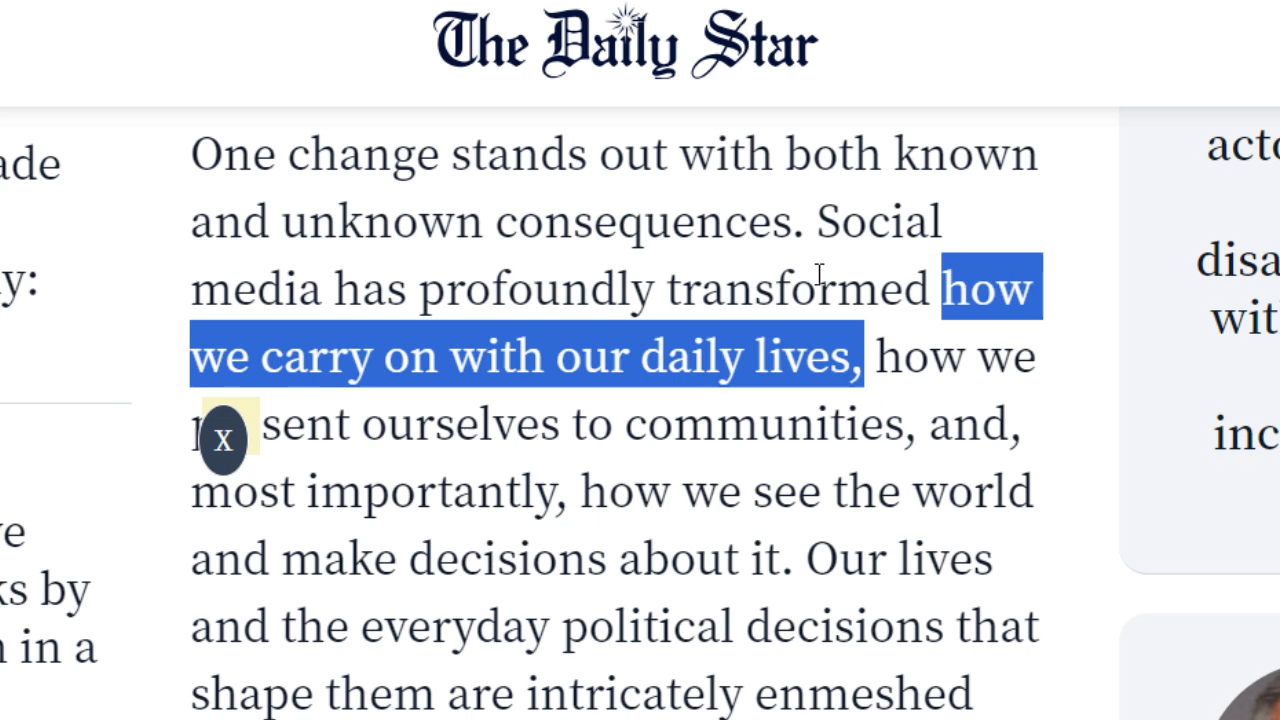 The Daily Star
One change stands out with both known
and unknown consequences. Social
media has profoundly transformed how
we carry on with our daily lives, how we
sent ourselves to communities, and,
x
most importantly, how we see the world
and make decisions about it. Our lives
and the everyday political decisions that
shape them are intricately enmeshed
ade
y:
ve
ks by
n in a
acto
disa
wit
inc